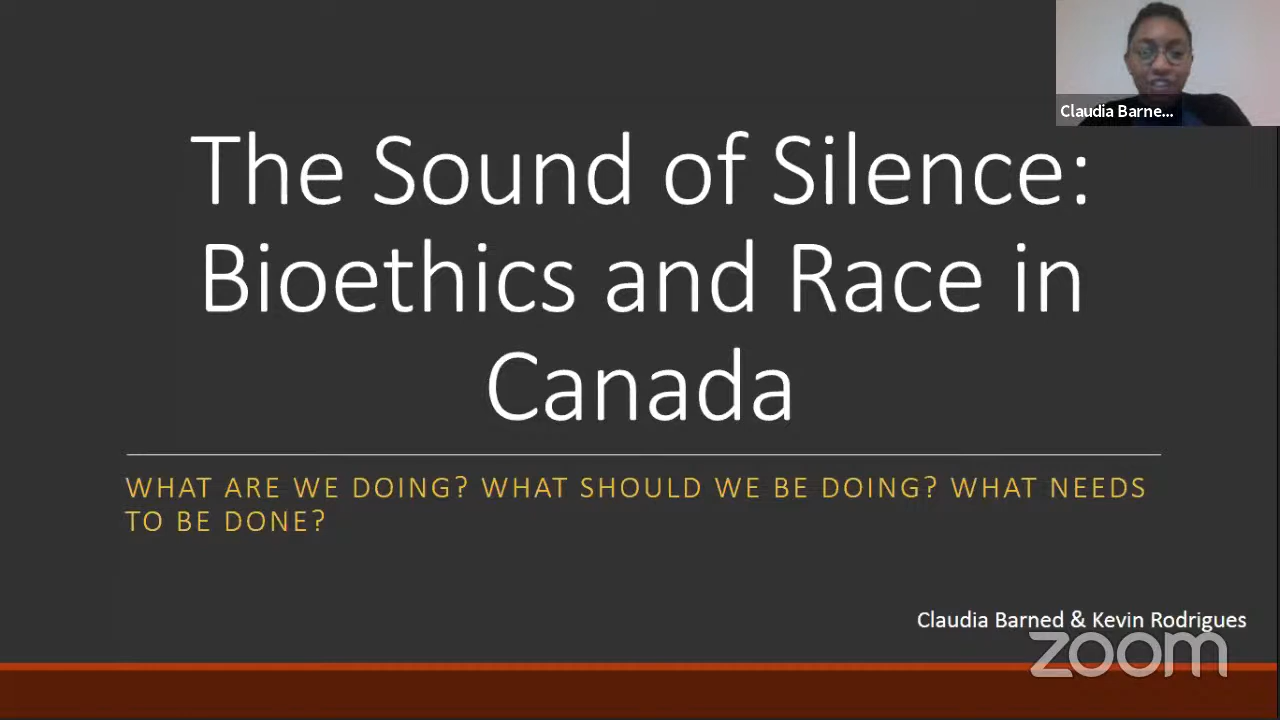 Claudia Barne...
The Sound of Silence:
Bioethics and Race in
Canada
WHAT ARE WE DOING? WHAT SHOULD WE BE DOING? WHAT NEEDS
TO BE DONE?
Claudia Barned & Kevin Rodrigues
zoom